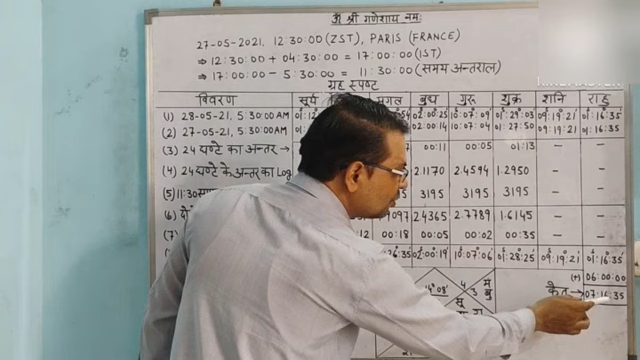 ॐ श्री गणेशाय नमः
27-05-2021, 12:30:00 (ZST), PARIS (FRANCE)
⇒ 12:30:00 + 04:30:00 = 17:00:00 (IST)
⇒ 17:00:00 - 5:30:00 = 11:30:00 (समय अन्तराल)
ग्रह स्पष्ट
विवरण सूर्य बुध गुरू शुक्र शनि राहु
(1) 28-05-21, 5:30:00 AM 02:00:25 10:07:09 01:29:03 09:19:21 01:16:35
(2) 27-05-21, 5:30:00 AM 02:00:14 10:07:04 01:27:50 09:19:21 01:16:35
(3) 24 घण्टे का अन्तर → 00:11 00:05 01:13 - -
(4) 24 घण्टे के अन्तर का Log 2.1170 2.4594 1.2950 - -
(5) 3195 3195 3195 - -
(6) 2.4365 2.7789 1.6145 - -
00:18 00:05 00:02 00:35 - -
02:00:19 10:07:06 01:28:25 09:19:21 01:16:35
(+) 06:00:00
केतु → 07:16:35
4 3 मं
बु
सू